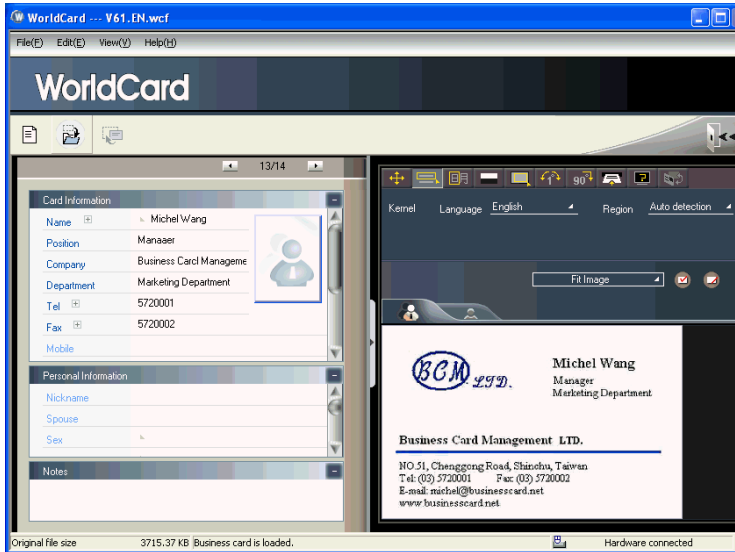 WorldCard --- V61.EN.wcf
File(F) Edit(E) View(V) Help(H)
WorldCard
13/14
Card Information
Name Michel Wang
Position Manaaer
Company Business Carcl Manageme
Department Marketing Department
Tel 5720001
Fax 5720002
Mobile
Personal Information
Nickname
Spouse
Sex
Notes
90
Kernel Language English Region Auto detection
Fit Image
BCM LTD.
Michel Wang
Manager
Marketing Department
Business Card Management LTD.
NO.51, Chenggong Road, Shinchu, Taiwan
Tel: (03) 5720001 Fax: (03) 5720002
E-mail: michel@businesscard.net
www.businesscard.net
Original file size 3715.37 KB Business card is loaded. Hardware connected